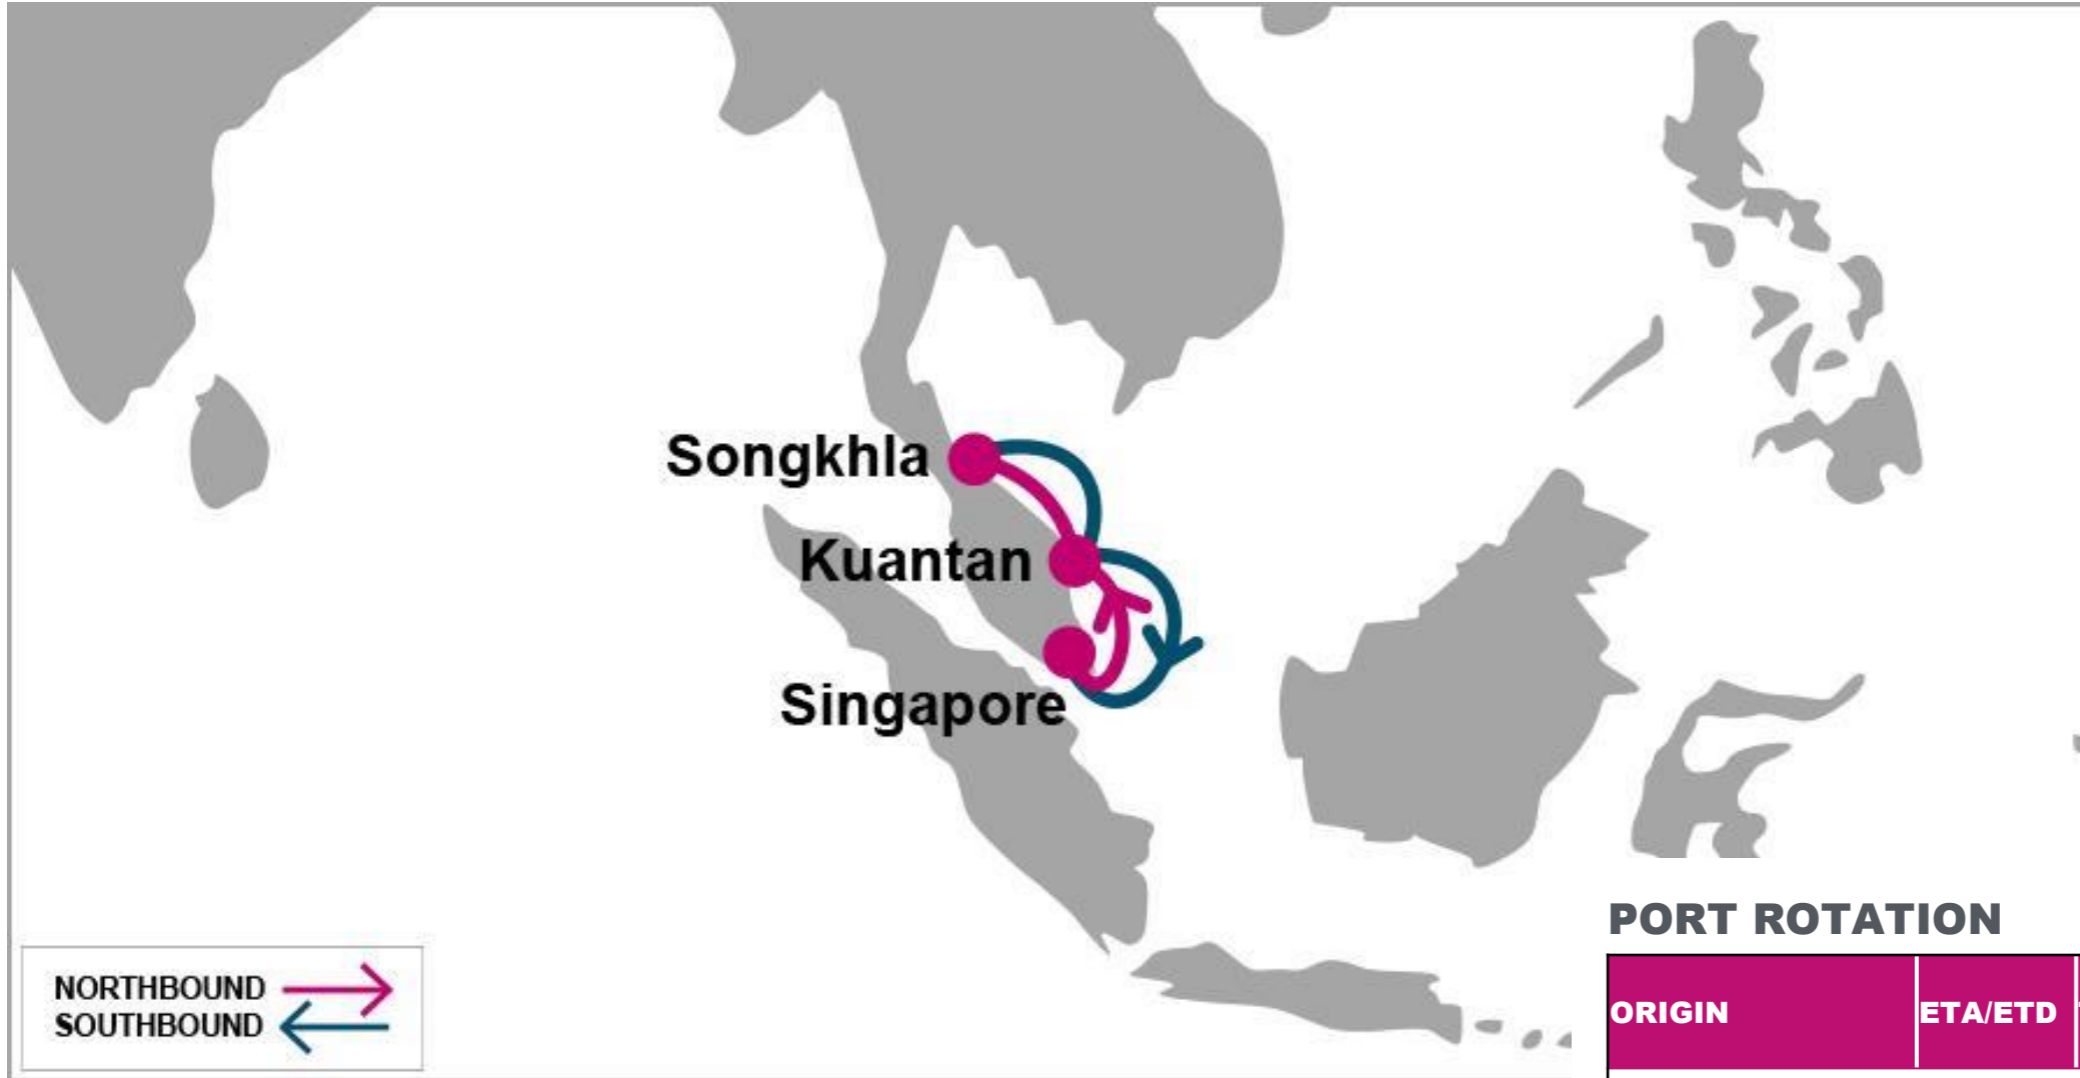 Songkhla
Kuantan
Singapore
NORTHBOUND
SOUTHBOUND
PORT ROTATION
ORIGIN ETA/ETD